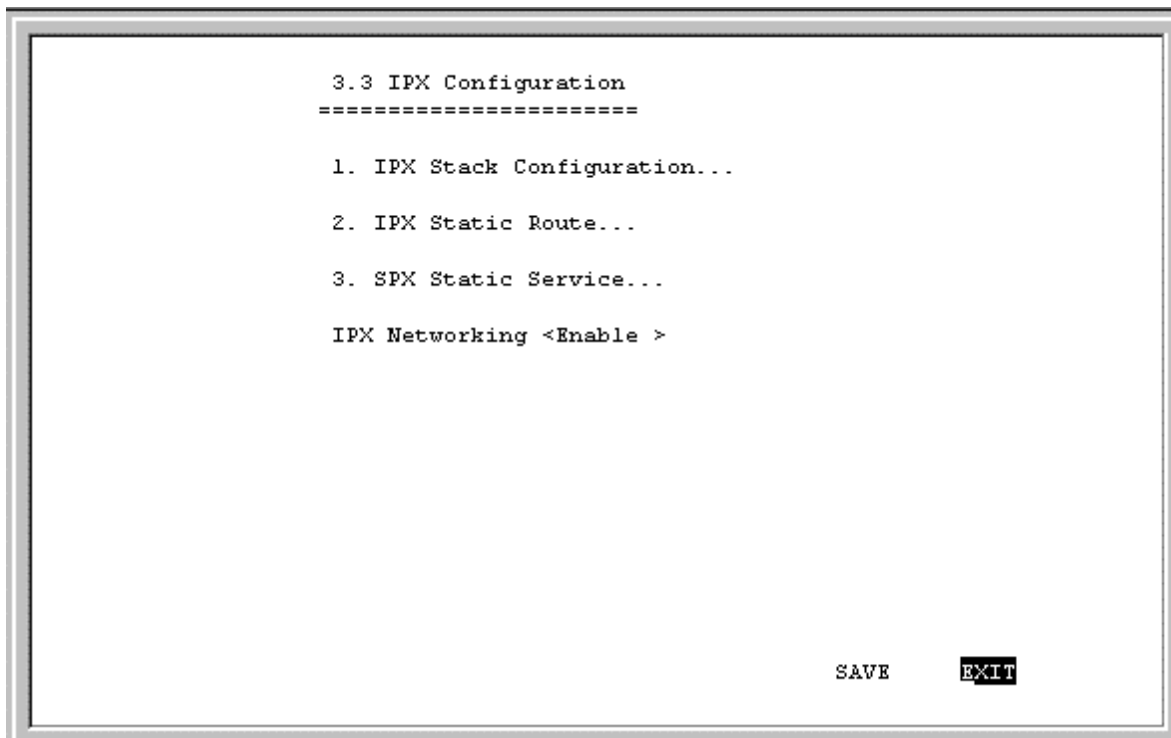 3.3 IPX Configuration
=======================
1. IPX Stack Configuration...
2. IPX Static Route...
3. SPX Static Service...
IPX Networking <Enable >
SAVE EXIT